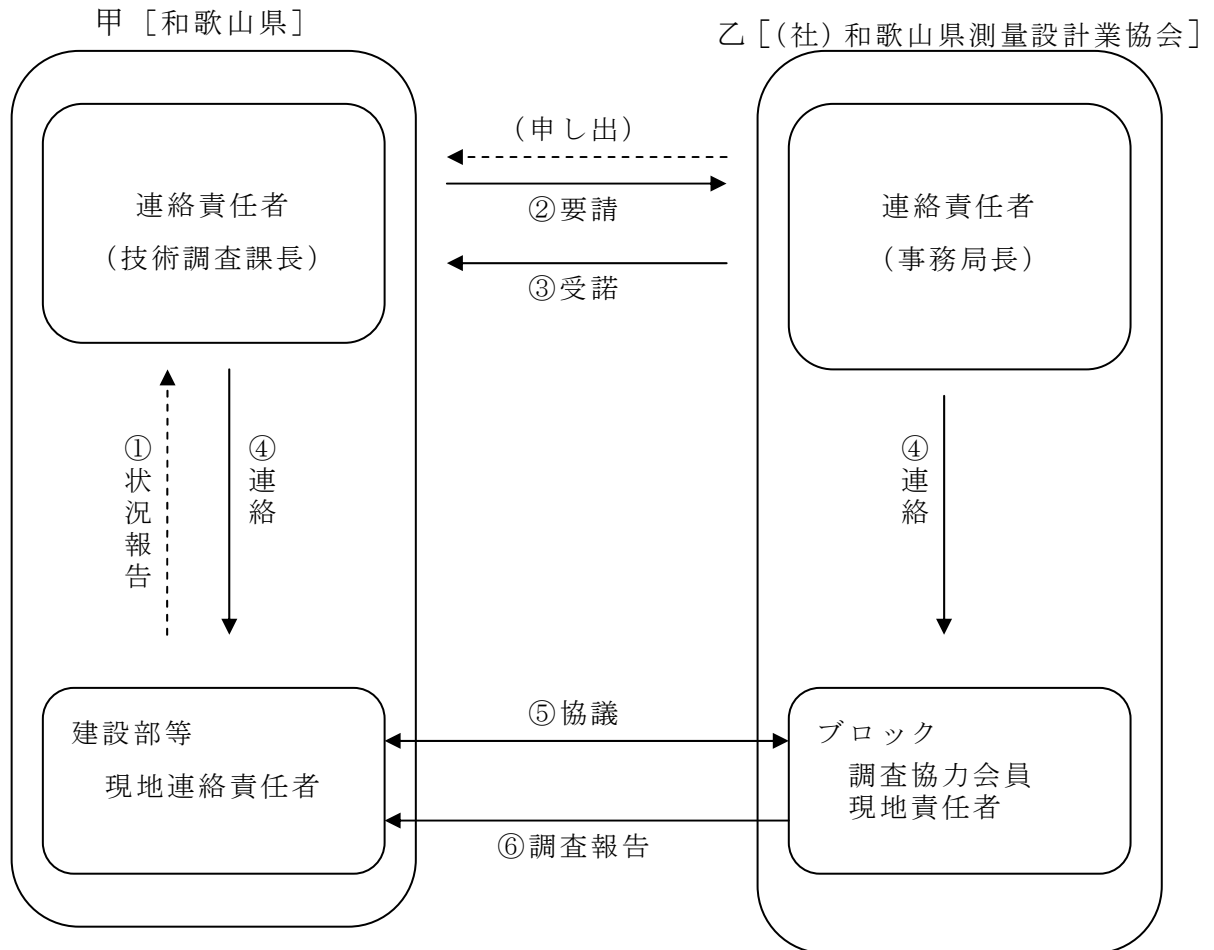 甲［和歌山県］
乙［(社)和歌山県測量設計業協会］
連絡責任者
(技術調査課長)
(申し出)
②要請
③受諾
連絡責任者
(事務局長)
①状況報告
④連絡
④連絡
建設部等
現地連絡責任者
⑤協議
⑥調査報告
ブロック
調査協力会員
現地責任者